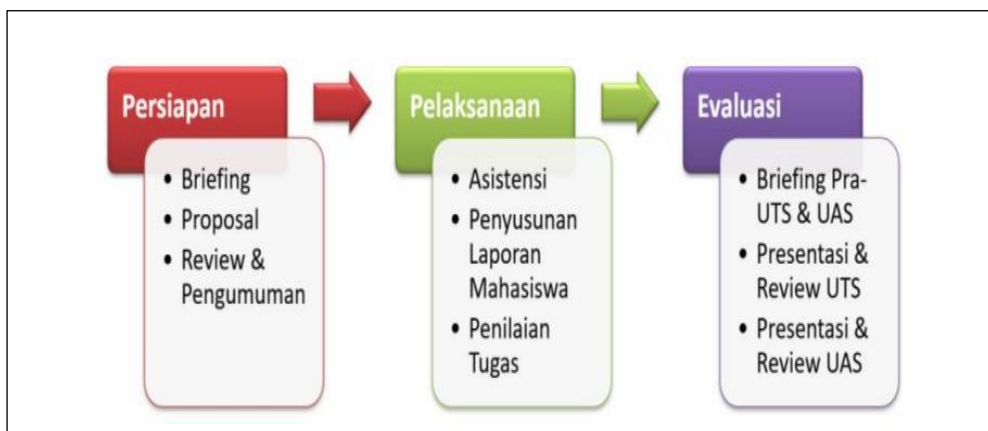 Persiapan
• Briefing
• Proposal
• Review &
Pengumuman
Pelaksanaan
• Asistensi
• Penyusunan
Laporan
Mahasiswa
• Penilaian
Tugas
Evaluasi
• Briefing Pra-
UTS & UAS
• Presentasi &
Review UTS
• Presentasi &
Review UAS